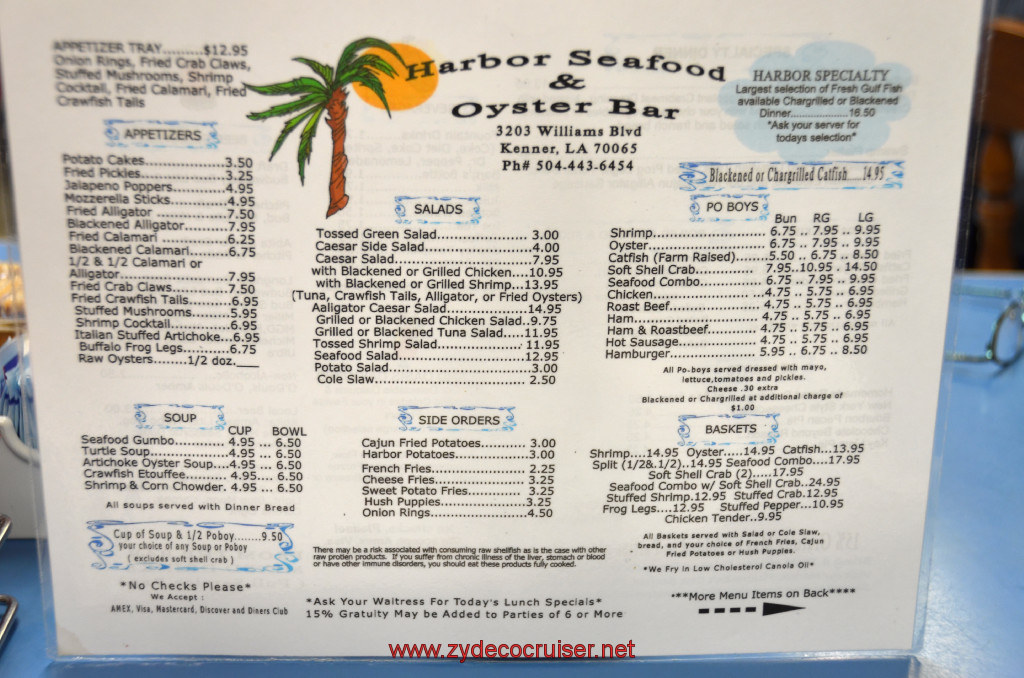 APPETIZER TRAY.........$12.95
Onion Rings, Fried Crab Claws,
Stuffed Mushrooms, Shrimp
Cocktail, Fried Calamari, Fried
Crawfish Tails
Harbor Seafood
&
Oyster Bar
3203 Williams Blvd
Kenner, LA 70065
Ph# 504-443-6454
HARBOR SPECIALTY
Largest selection of Fresh Gulf Fish
available Chargrilled or Blackened
Dinner......................16.50
*Ask your server for
todays selection*
Blackened or Chargrilled Catfish....14.95
APPETIZERS
Potato Cakes..................3.50
Fried Pickles..................3.25
Jalapeno Poppers...........4.95
Mozzerella Sticks...........4.95
Fried Alligator ...............7.50
Blackened Alligator.........7.95
Fried Calamari ..............6.25
Blackened Calamari........6.75
1/2 & 1/2 Calamari or
Alligator.........................7.95
Fried Crab Claws............7.50
Fried Crawfish Tails.........6.95
Stuffed Mushrooms........5.95
Shrimp Cocktail..............6.95
Italian Stuffed Artichoke...6.95
Buffalo Frog Legs..........6.75
Raw Oysters........1/2 doz.___
SALADS
Tossed Green Salad................... 3.00
Caesar Side Salad..................... 4.00
Caesar Salad............................7.95
with Blackened or Grilled Chicken....10.95
with Blackened or Grilled Shrimp...13.95
(Tuna, Crawfish Tails, Alligator, or Fried Oysters)
Aaligator Caesar Salad................14.95
Grilled or Blackened Chicken Salad..9.75
Grilled or Blackened Tuna Salad....11.95
Tossed Shrimp Salad.................. 11.95
Seafood Salad..........................12.95
Potato Salad............................3.00
Cole Slaw............................... 2.50
PO BOYS
Bun RG LG
Shrimp............................ 6.75 .. 7.95 .. 9.95
Oyster............................. 6.75 .. 7.95 .. 9.95
Catfish (Farm Raised)........5.50 .. 6.75 .. 8.50
Soft Shell Crab................ 7.95..10.95 . 14.50
Seafood Combo................ 6.75 .. 7.95 .. 9.95
Chicken...........................4.75 .. 5.75 .. 6.95
Roast Beef...................... 4.75 .. 5.75 .. 6.95
Ham............................... 4.75 .. 5.75 .. 6.95
Ham & Roastbeef............. 4.75 .. 5.75 .. 6.95
Hot Sausage.................... 4.75 .. 5.75 .. 6.95
Hamburger..................... 5.95 .. 6.75 .. 8.50
All Po-boys served dressed with mayo,
lettuce,tomatoes and pickles.
Cheese .30 extra
Blackened or Chargrilled at additional charge of
$1.00
SOUP
CUP BOWL
Seafood Gumbo............ 4.95 ... 6.50
Turtle Soup................. 4.95 ... 6.50
Artichoke Oyster Soup....4.95 ... 6.50
Crawfish Etouffee.......... 4.95 ... 6.50
Shrimp & Corn Chowder. 4.95 ... 6.50
All soups served with Dinner Bread
Cup of Soup & 1/2 Poboy.......9.50
your choice of any Soup or Poboy
( excludes soft shell crab )
*No Checks Please*
We Accept :
AMEX, Visa, Mastercard, Discover and Diners Club
SIDE ORDERS
Cajun Fried Potatoes........... 3.00
Harbor Potatoes................. 3.00
French Fries...................... 2.25
Cheese Fries..................... 3.25
Sweet Potato Fries............. 3.25
Hush Puppies.....................3.25
Onion Rings.......................4.50
There may be a risk associated with consuming raw shellfish as is the case with other
raw protien products. If you suffer from chronic illness of the liver, stomach or blood
or have other immune disorders, you should eat these products fully cooked.
*Ask Your Waitress For Today's Lunch Specials*
15% Gratuity May be Added to Parties of 6 or More
BASKETS
Shrimp....14.95 Oyster.....14.95 Catfish...13.95
Split (1/2&.1/2)..14.95 Seafood Combo....17.95
Soft Shell Crab (2).....17.95
Seafood Combo w/ Soft Shell Crab..24.95
Stuffed Shrimp.12.95 Stuffed Crab.12.95
Frog Legs....12.95 Stuffed Pepper...10.95
Chicken Tender..9.95
All Baskets served with Salad or Cole Slaw,
bread, and your choice of French Fries, Cajun
Fried Potatoes or Hush Puppies.
*We Fry in Low Cholesterol Canola Oil*
***More Menu Items on Back****
www.zydecocruiser.net